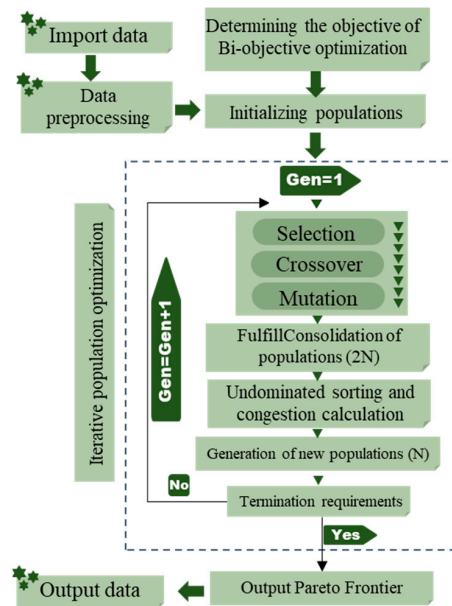 Import data
Determining the objective of
Bi-objective optimization
Data
preprocessing
Initializing populations
Gen=1
Iterative population optimization
Gen=Gen+1
Selection
Crossover
Mutation
FulfillConsolidation of
populations (2N)
Undominated sorting and
congestion calculation
Generation of new populations (N)
No
Termination requirements
Yes
Output data
Output Pareto Frontier